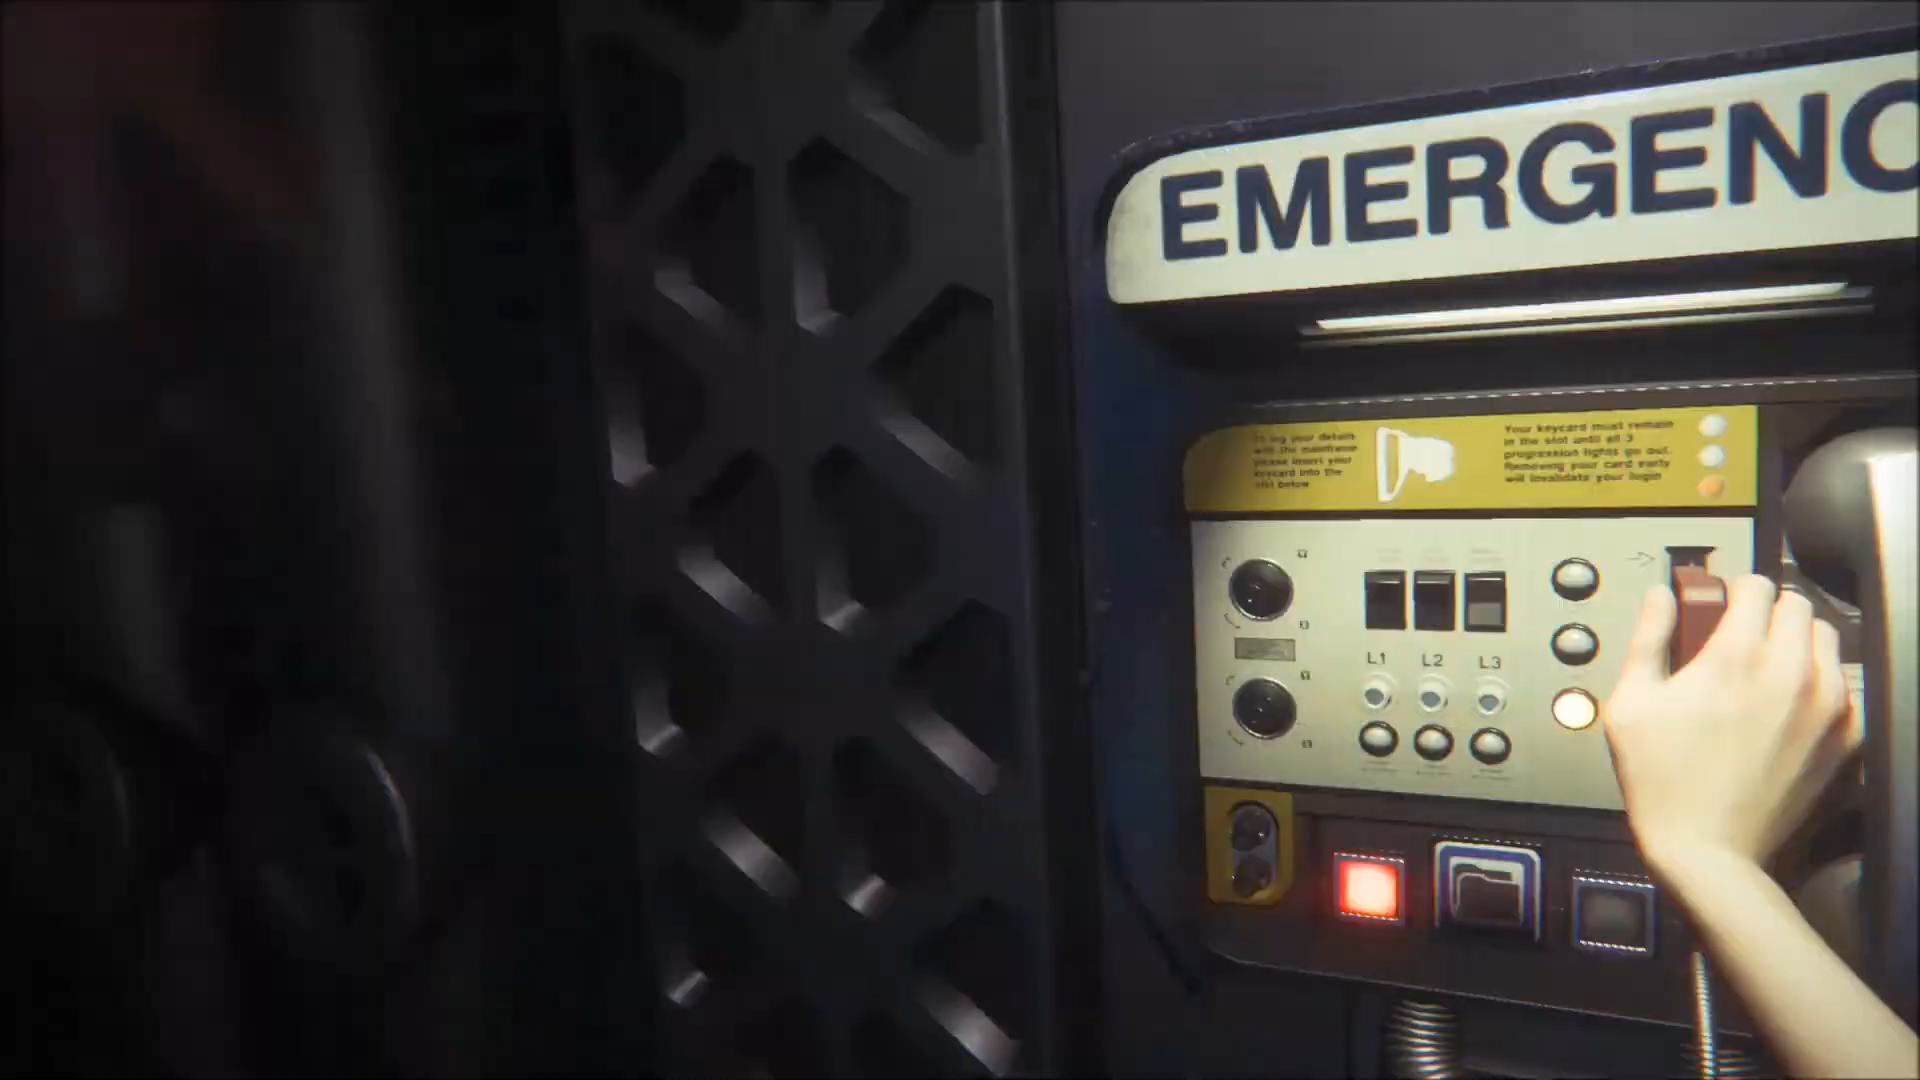 EMERGENC
To log your details
with the mainframe
please insert your
keycard into the
slot below
Your keycard must remain
in the slot until all 3
progression lights go out.
Removing your card early
will invalidate your login
L1 L2 L3